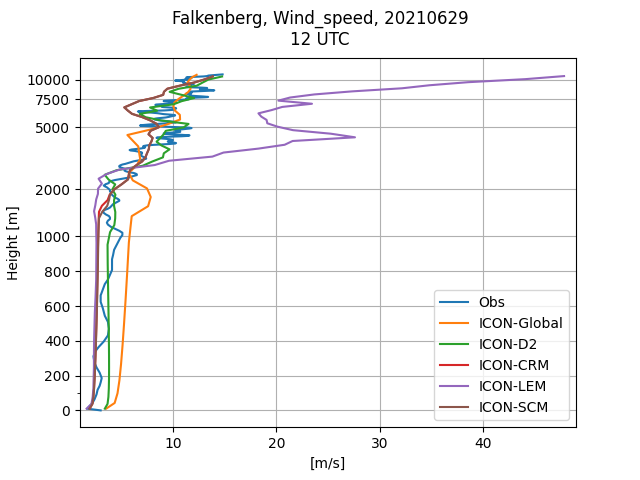 Falkenberg, Wind_speed, 20210629
12 UTC
10000
7500
5000
2000
1000
800
600
400
200
0
Height [m]
10
20
30
40
[m/s]
Obs
ICON-Global
ICON-D2
ICON-CRM
ICON-LEM
ICON-SCM